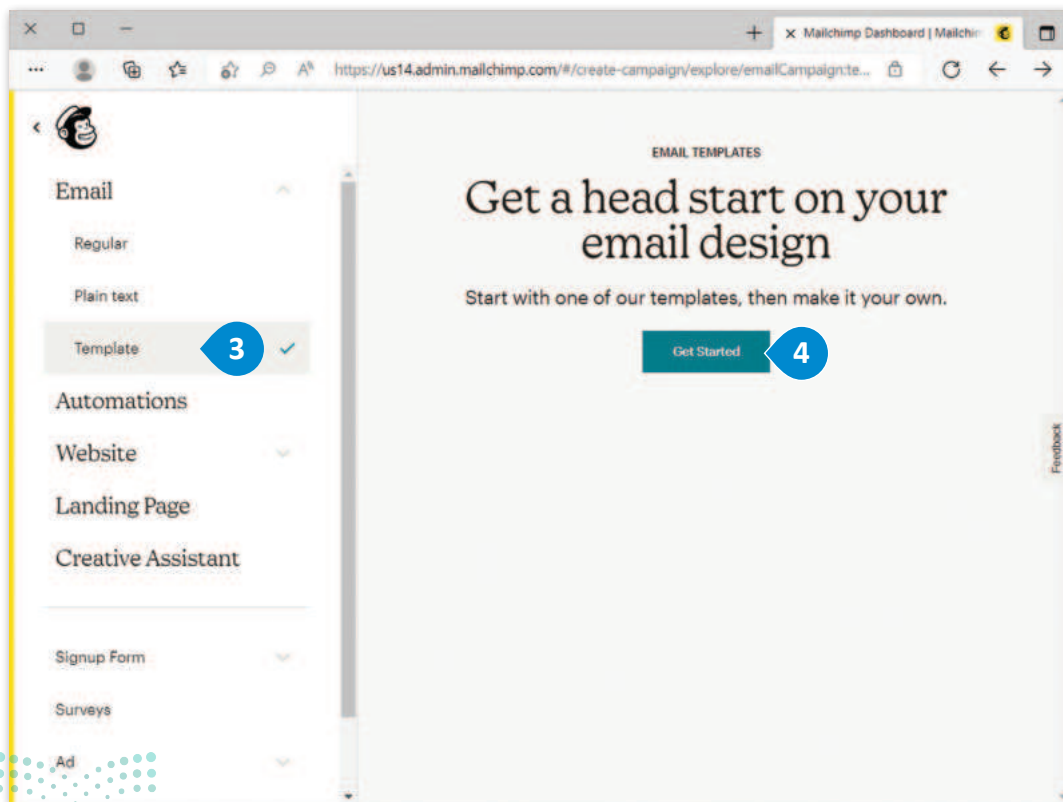 Mailchimp Dashboard | Mailchim
https://us14.admin.mailchimp.com/#/create-campaign/explore/emailCampaign:te...
Email
Regular
Plain text
Template
3
Automations
Website
Landing Page
Creative Assistant
Signup Form
Surveys
Ad
EMAIL TEMPLATES
Get a head start on your
email design
Start with one of our templates, then make it your own.
Get Started
4
Feedback